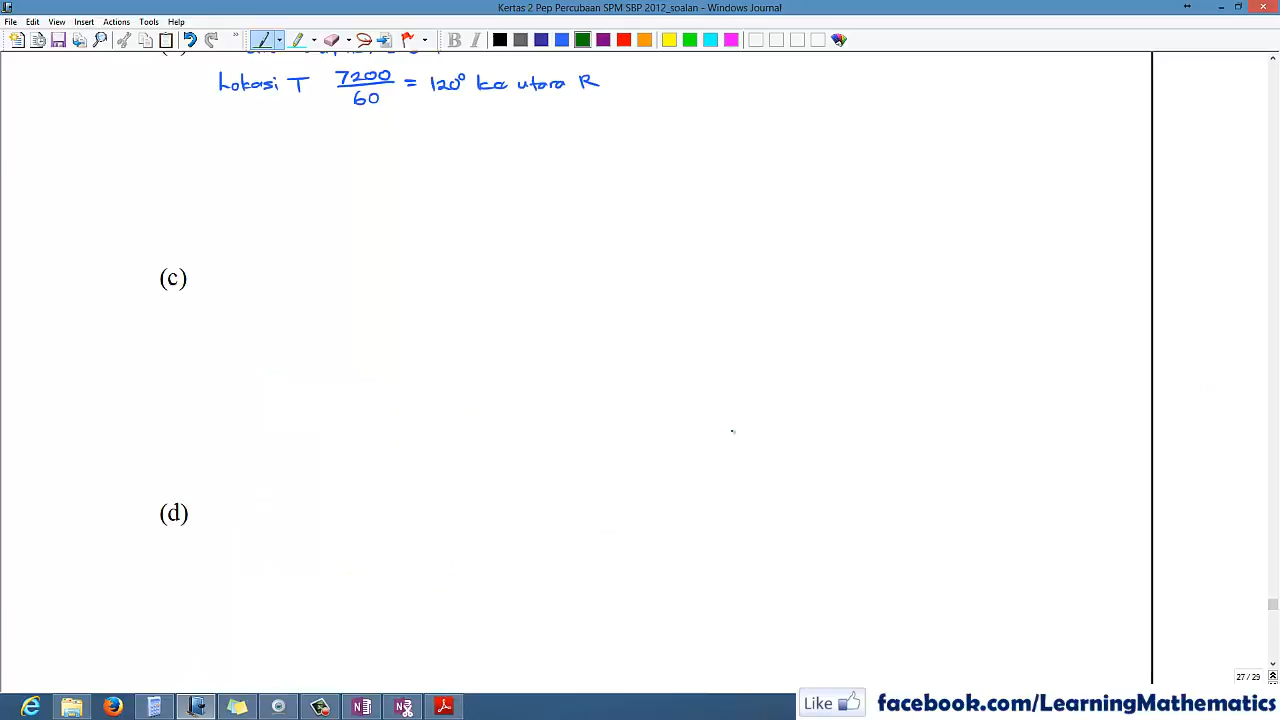 Kertas 2 Pep Percubaan SPM SBP 2012_soalan - Windows Journal
File Edit View Insert Actions Tools Help
Lokasi T 7200/60 = 120° ke utara R
(c)
(d)
27 / 29
Like
facebook.com/LearningMathematics